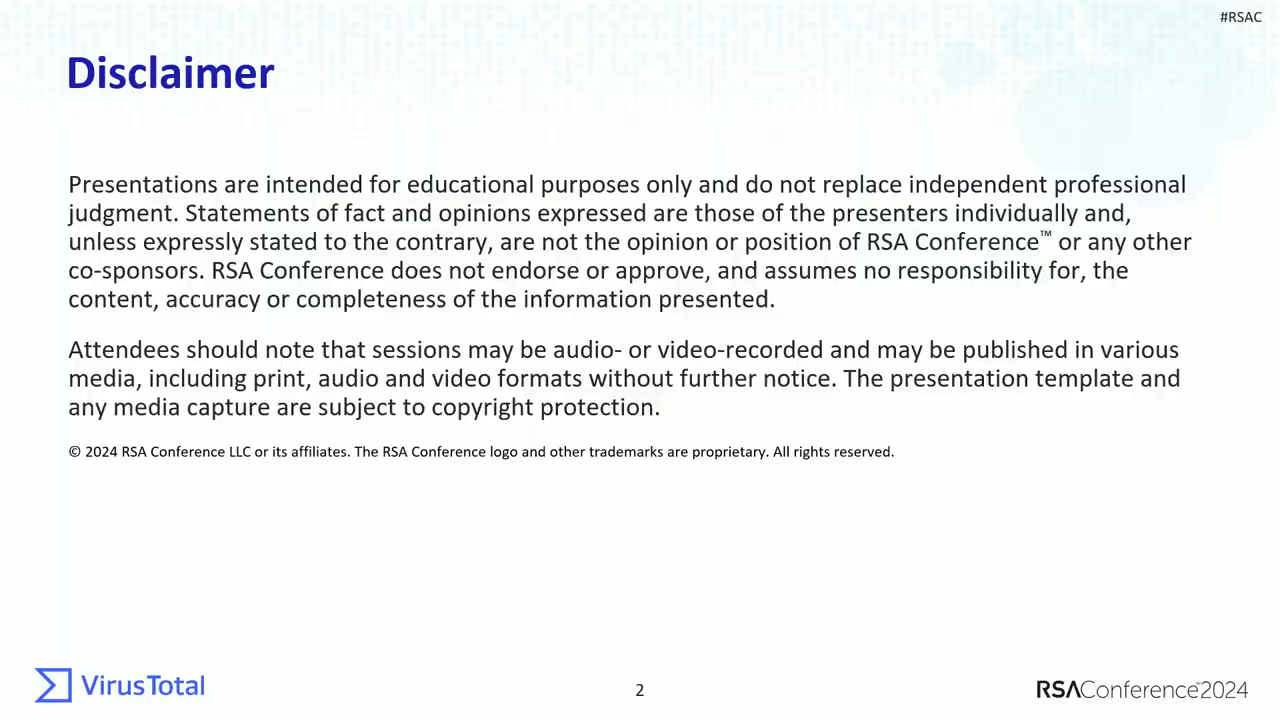 #RSAC
Disclaimer
Presentations are intended for educational purposes only and do not replace independent professional
judgment. Statements of fact and opinions expressed are those of the presenters individually and,
unless expressly stated to the contrary, are not the opinion or position of RSA Conference™ or any other
co-sponsors. RSA Conference does not endorse or approve, and assumes no responsibility for, the
content, accuracy or completeness of the information presented.
Attendees should note that sessions may be audio- or video-recorded and may be published in various
media, including print, audio and video formats without further notice. The presentation template and
any media capture are subject to copyright protection.
© 2024 RSA Conference LLC or its affiliates. The RSA Conference logo and other trademarks are proprietary. All rights reserved.
VirusTotal
2
RSAConference™2024